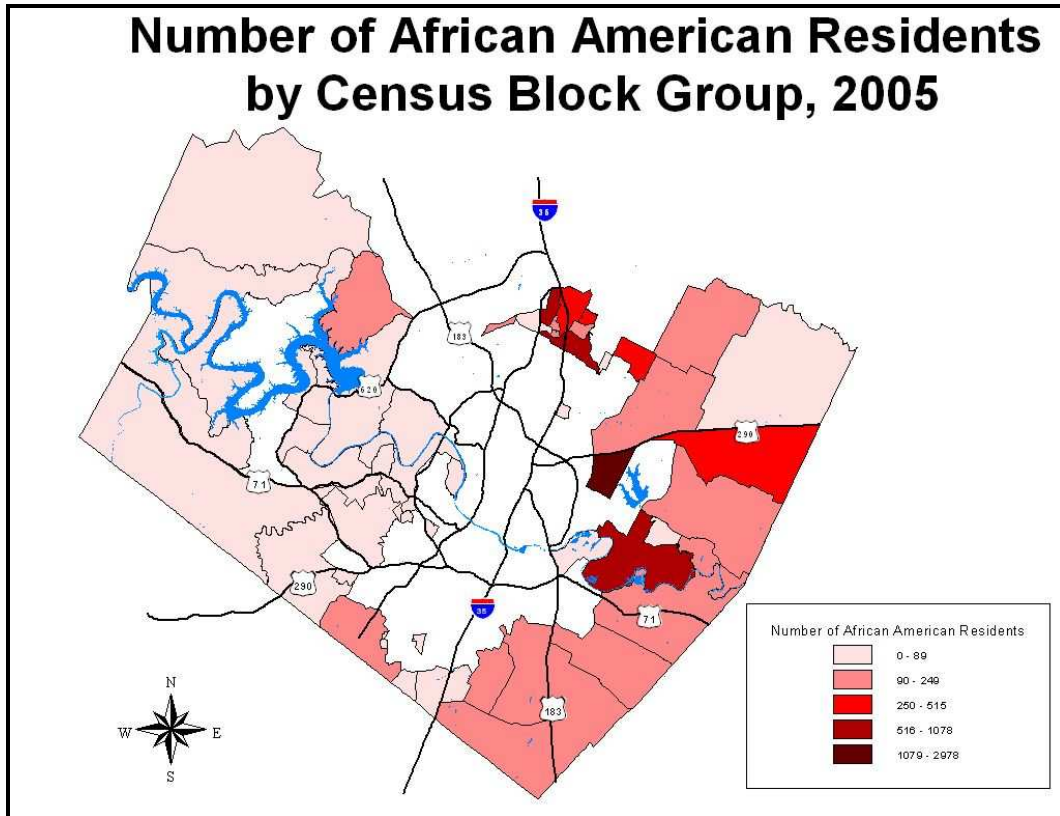 Number of African American Residents
by Census Block Group, 2005
35
183
620
290
71
290
35
71
183
N
W E
S
Number of African American Residents
0 - 89
90 - 249
250 - 515
516 - 1078
1079 - 2978